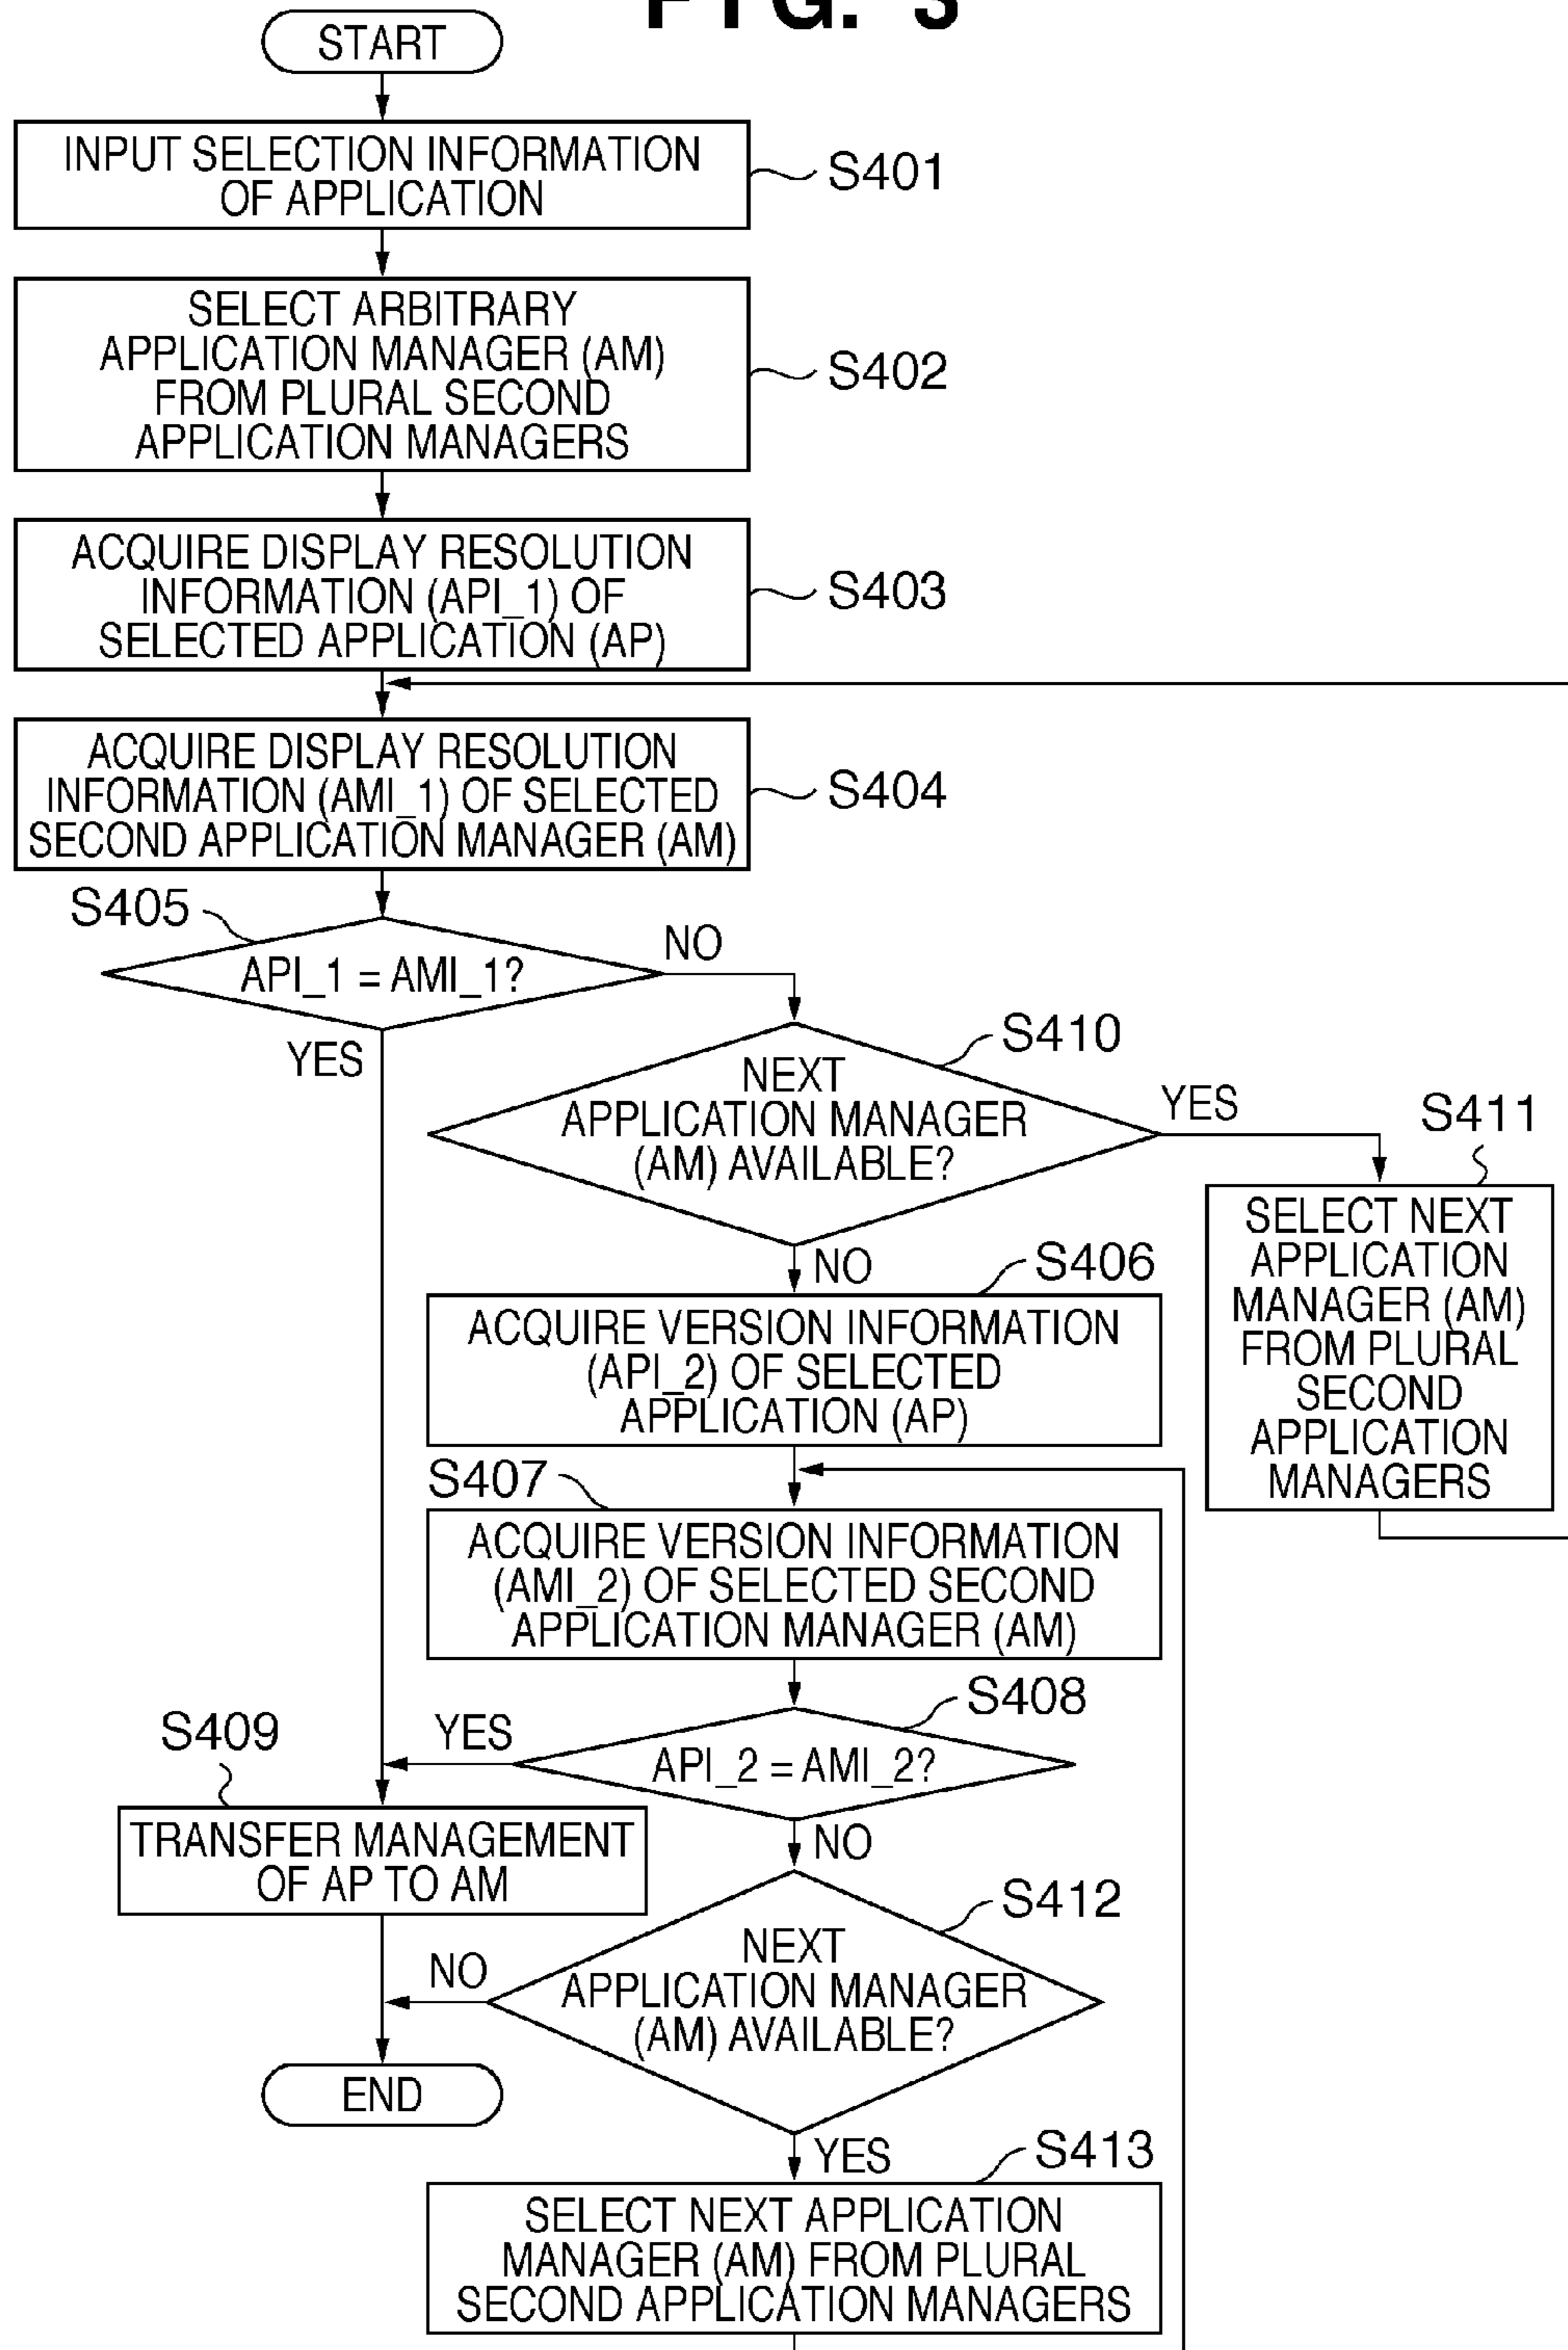 FIG. 3
START
INPUT SELECTION INFORMATION
OF APPLICATION
S401
SELECT ARBITRARY
APPLICATION MANAGER (AM)
FROM PLURAL SECOND
APPLICATION MANAGERS
S402
ACQUIRE DISPLAY RESOLUTION
INFORMATION (API_1) OF
SELECTED APPLICATION (AP)
S403
ACQUIRE DISPLAY RESOLUTION
INFORMATION (AMI_1) OF SELECTED
SECOND APPLICATION MANAGER (AM)
S404
S405
API_1 = AMI_1?
NO
YES
S410
NEXT
APPLICATION MANAGER
(AM) AVAILABLE?
YES
S411
SELECT NEXT
APPLICATION
MANAGER (AM)
FROM PLURAL
SECOND
APPLICATION
MANAGERS
NO
S406
ACQUIRE VERSION INFORMATION
(API_2) OF SELECTED
APPLICATION (AP)
S407
ACQUIRE VERSION INFORMATION
(AMI_2) OF SELECTED SECOND
APPLICATION MANAGER (AM)
S408
API_2 = AMI_2?
YES
S409
TRANSFER MANAGEMENT
OF AP TO AM
NO
S412
NEXT
APPLICATION MANAGER
(AM) AVAILABLE?
NO
END
YES
S413
SELECT NEXT APPLICATION
MANAGER (AM) FROM PLURAL
SECOND APPLICATION MANAGERS